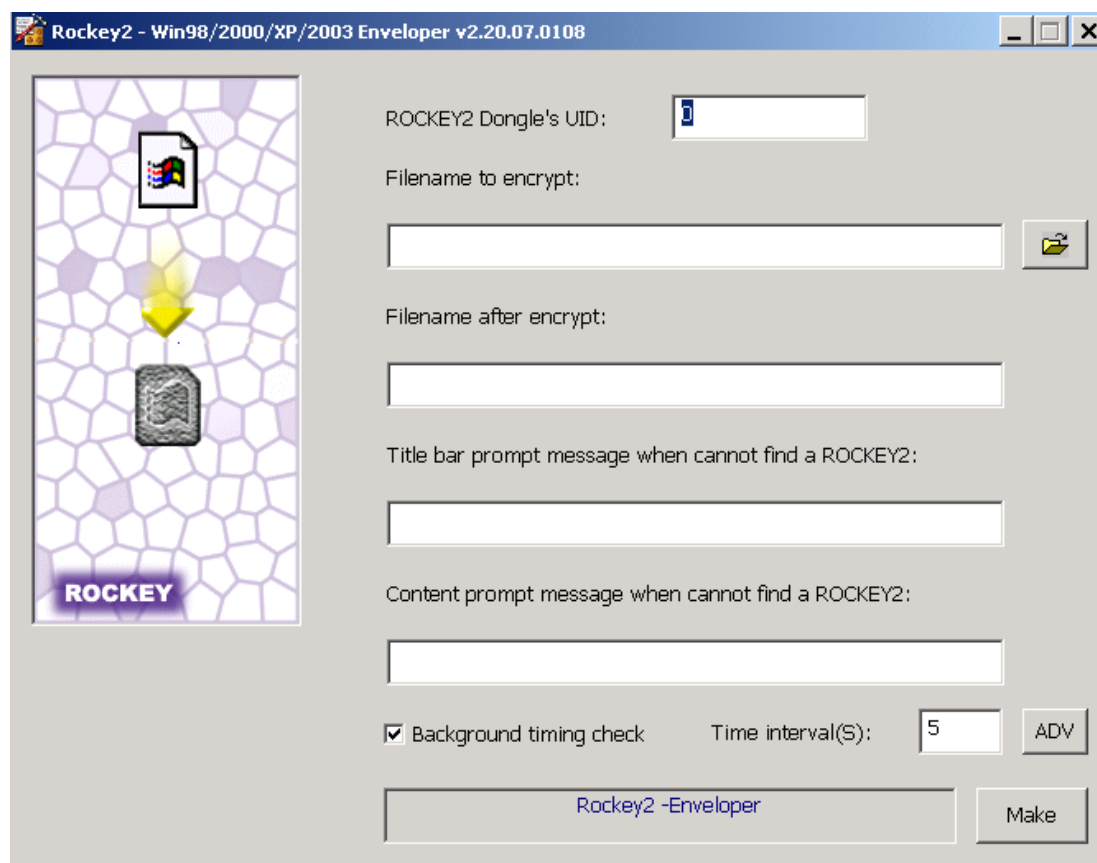 Rockey2 - Win98/2000/XP/2003 Enveloper v2.20.07.0108
ROCKEY2 Dongle's UID: 0
Filename to encrypt:
Filename after encrypt:
Title bar prompt message when cannot find a ROCKEY2:
Content prompt message when cannot find a ROCKEY2:
ROCKEY
Background timing check Time interval(S): 5 ADV
Rockey2 -Enveloper Make